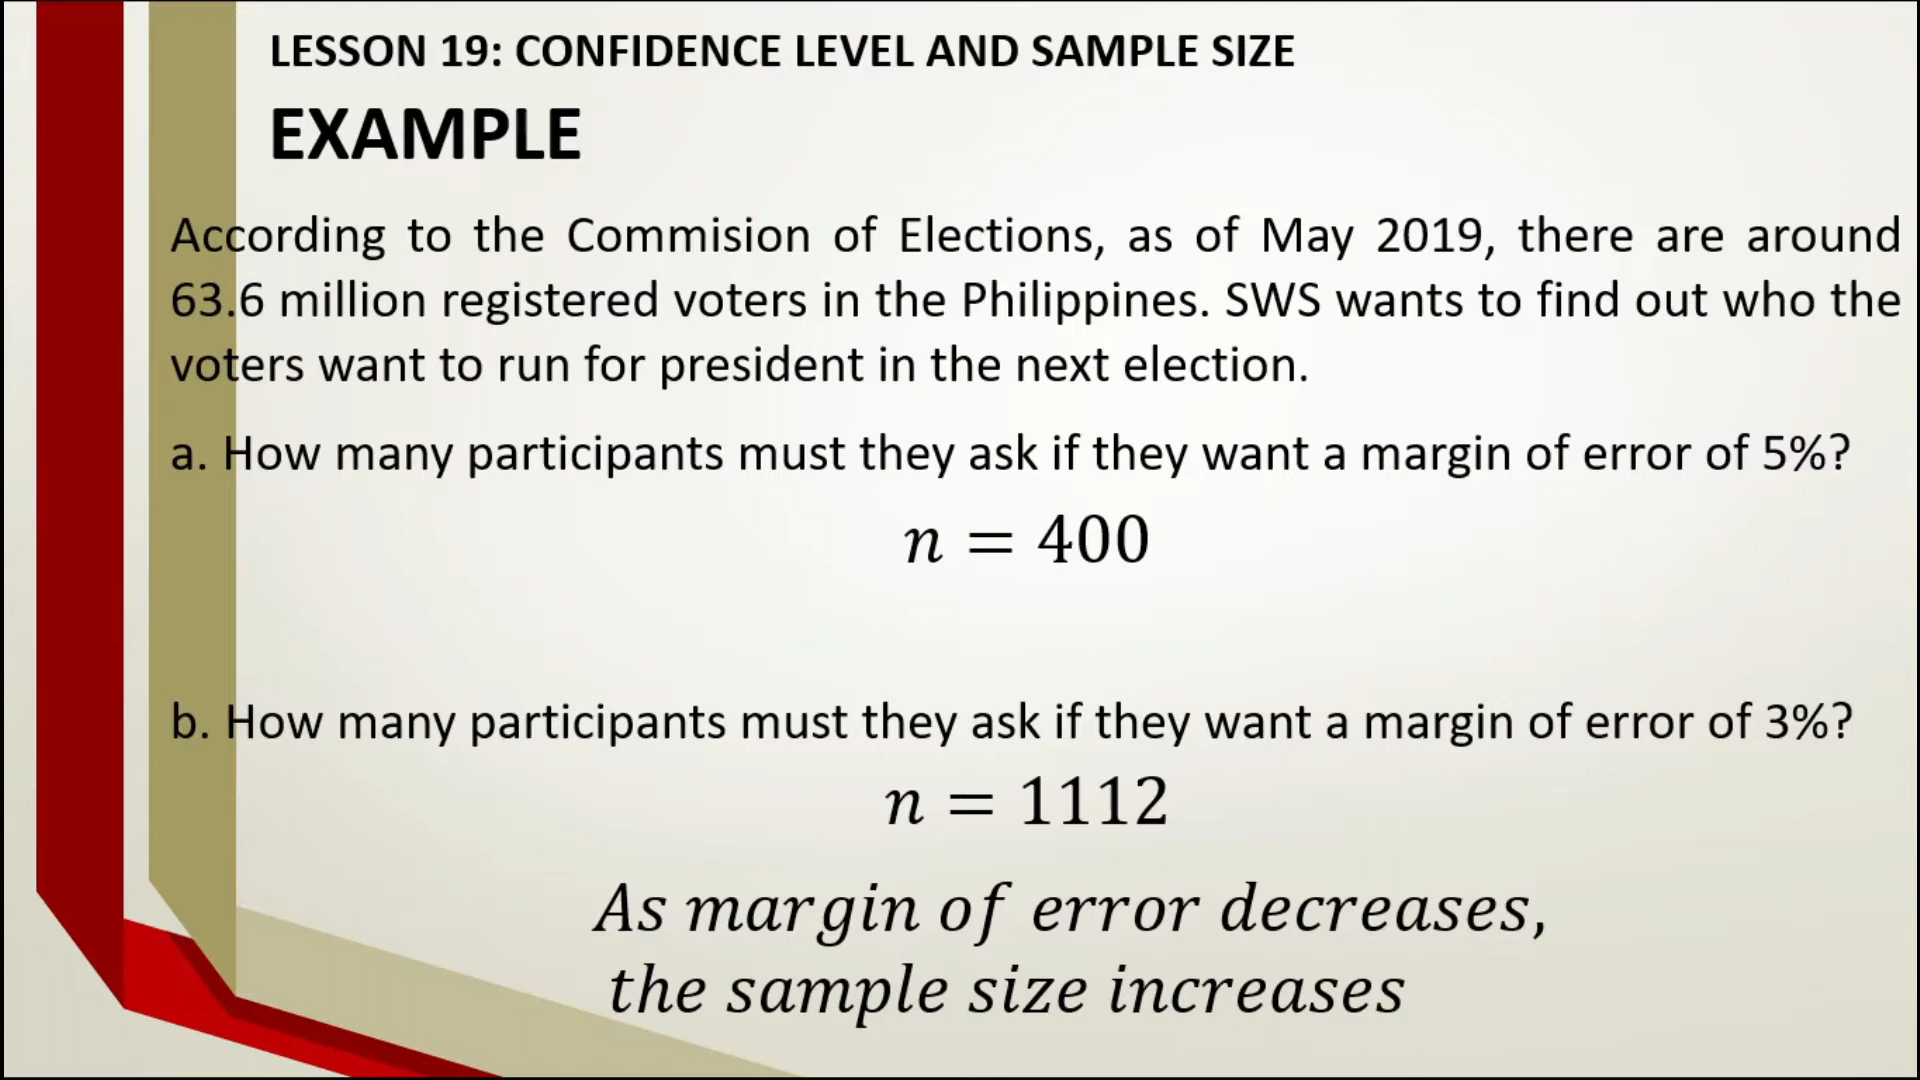 LESSON 19: CONFIDENCE LEVEL AND SAMPLE SIZE
EXAMPLE
According to the Commision of Elections, as of May 2019, there are around
63.6 million registered voters in the Philippines. SWS wants to find out who the
voters want to run for president in the next election.
a. How many participants must they ask if they want a margin of error of 5%?
n = 400
b. How many participants must they ask if they want a margin of error of 3%?
n = 1112
As margin of error decreases,
the sample size increases